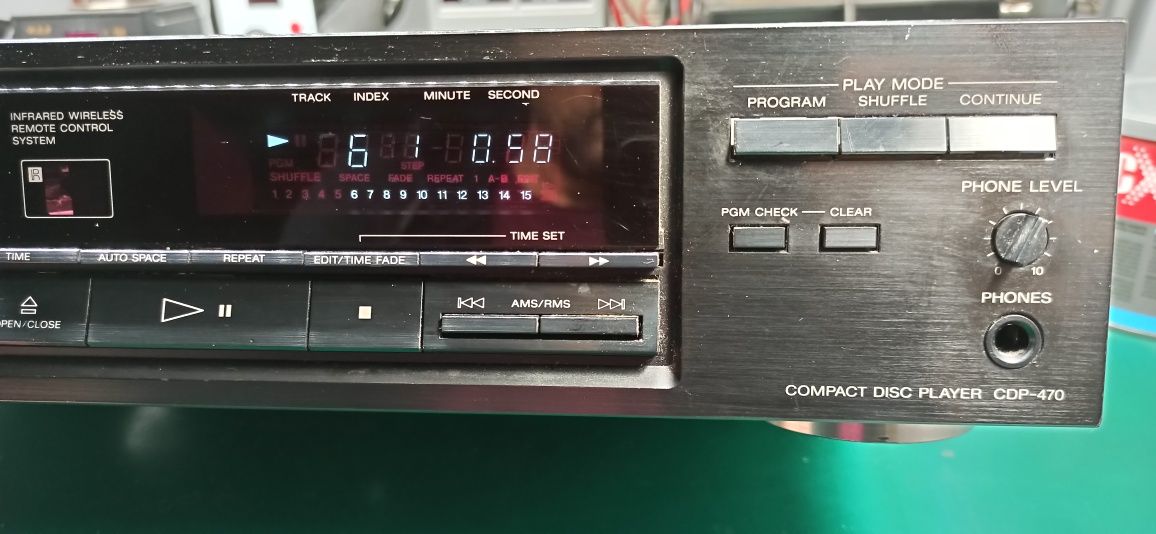 TRACK INDEX MINUTE SECOND
INFRARED WIRELESS
REMOTE CONTROL
SYSTEM
6 1 0.58
PGM STEP
SHUFFLE SPACE FADE REPEAT 1 A-B
1 2 3 4 5 6 7 8 9 10 11 12 13 14 15
TIME SET
TIME AUTO SPACE REPEAT EDIT/TIME FADE
AMS/RMS
OPEN/CLOSE
PLAY MODE
PROGRAM SHUFFLE CONTINUE
PHONE LEVEL
PGM CHECK CLEAR
0 10
PHONES
COMPACT DISC PLAYER CDP-470